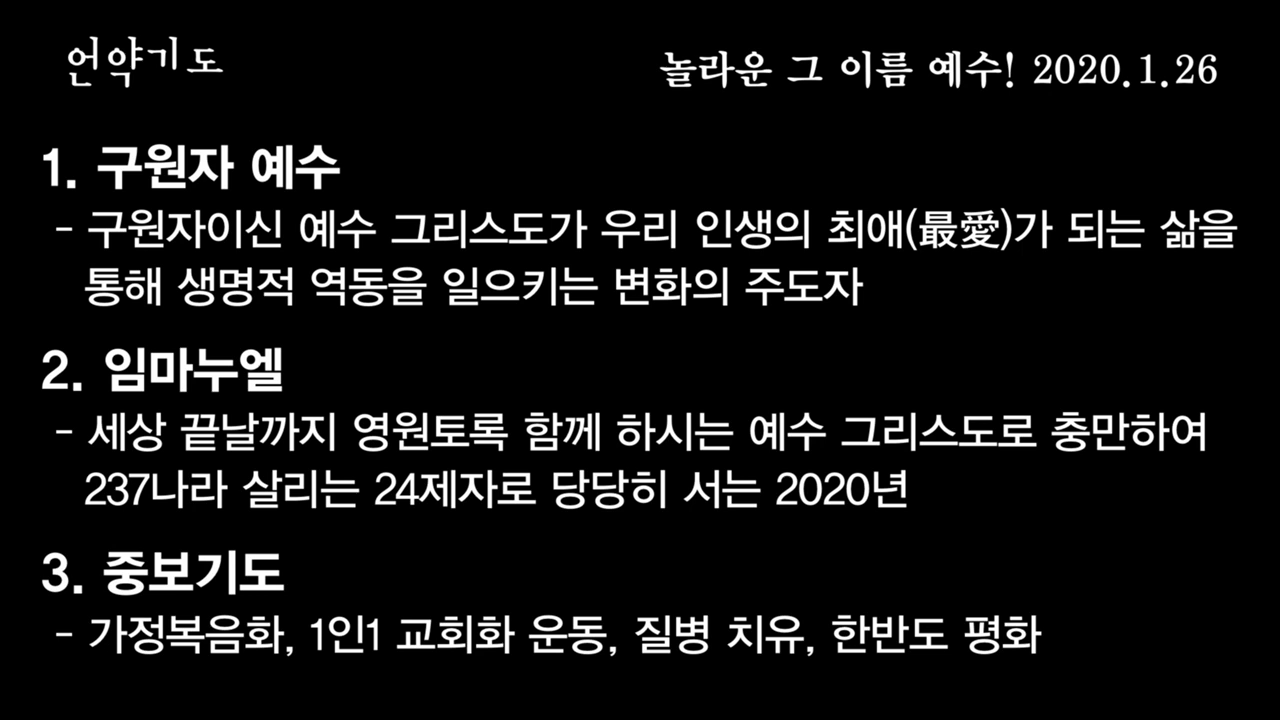 언약기도
놀라운 그 이름 예수! 2020.1.26
1. 구원자 예수
- 구원자이신 예수 그리스도가 우리 인생의 최애(最愛)가 되는 삶을
통해 생명적 역동을 일으키는 변화의 주도자
2. 임마누엘
- 세상 끝날까지 영원토록 함께 하시는 예수 그리스도로 충만하여
237나라 살리는 24제자로 당당히 서는 2020년
3. 중보기도
- 가정복음화, 1인1 교회화 운동, 질병 치유, 한반도 평화